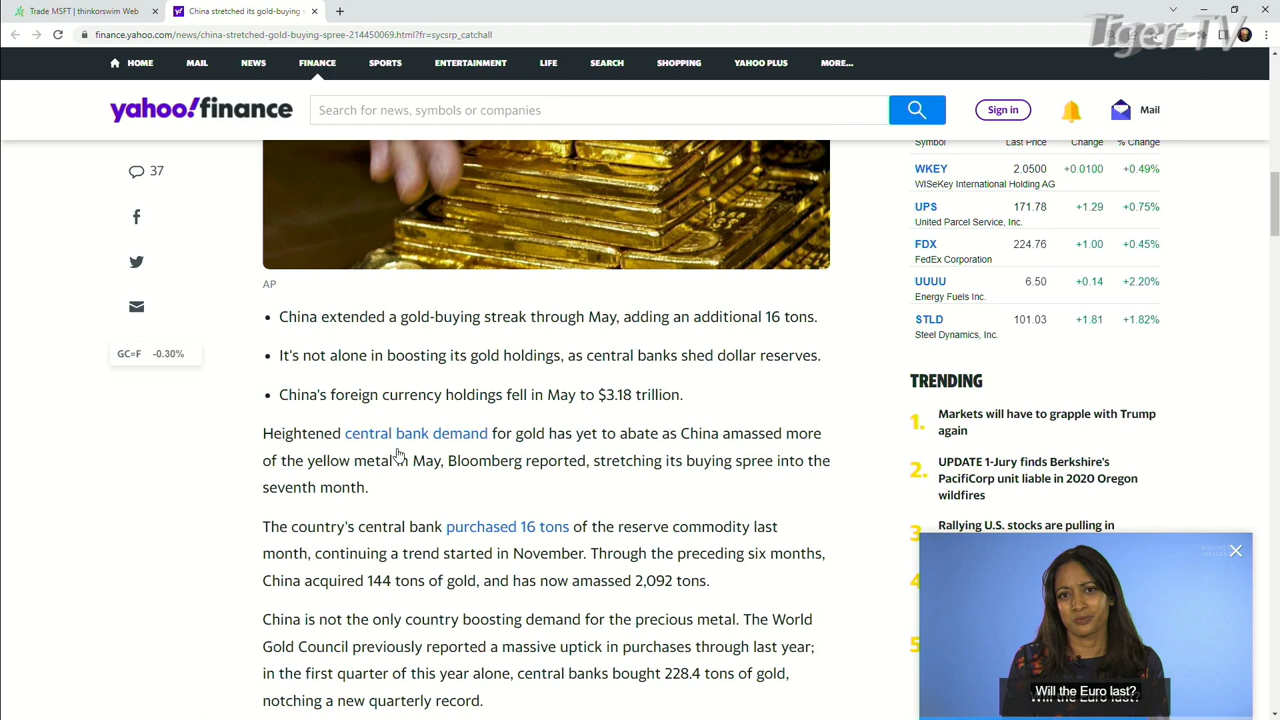 Trade MSFT | thinkorswim Web
China stretched its gold-buying s
Tiger TV
finance.yahoo.com/news/china-stretched-gold-buying-spree-214450069.html?fr=sycsrp_catchall
HOME MAIL NEWS FINANCE SPORTS ENTERTAINMENT LIFE SEARCH SHOPPING YAHOO PLUS MORE...
yahoo!finance
Search for news, symbols or companies
Sign in
Mail
37
GC=F -0.30%
AP
• China extended a gold-buying streak through May, adding an additional 16 tons.
• It's not alone in boosting its gold holdings, as central banks shed dollar reserves.
• China's foreign currency holdings fell in May to $3.18 trillion.
Heightened central bank demand for gold has yet to abate as China amassed more
of the yellow metal in May, Bloomberg reported, stretching its buying spree into the
seventh month.
The country's central bank purchased 16 tons of the reserve commodity last
month, continuing a trend started in November. Through the preceding six months,
China acquired 144 tons of gold, and has now amassed 2,092 tons.
China is not the only country boosting demand for the precious metal. The World
Gold Council previously reported a massive uptick in purchases through last year;
in the first quarter of this year alone, central banks bought 228.4 tons of gold,
notching a new quarterly record.
Symbol Last Price Change % Change
WKEY 2.0500 +0.0100 +0.49%
WISeKey International Holding AG
UPS 171.78 +1.29 +0.75%
United Parcel Service, Inc.
FDX 224.76 +1.00 +0.45%
FedEx Corporation
UUUU 6.50 +0.14 +2.20%
Energy Fuels Inc.
STLD 101.03 +1.81 +1.82%
Steel Dynamics, Inc.
TRENDING
1. Markets will have to grapple with Trump
again
2. UPDATE 1-Jury finds Berkshire's
PacifiCorp unit liable in 2020 Oregon
wildfires
3 Rallying U.S. stocks are pulling in
4
5
Will the Euro last?
Will the Euro last?